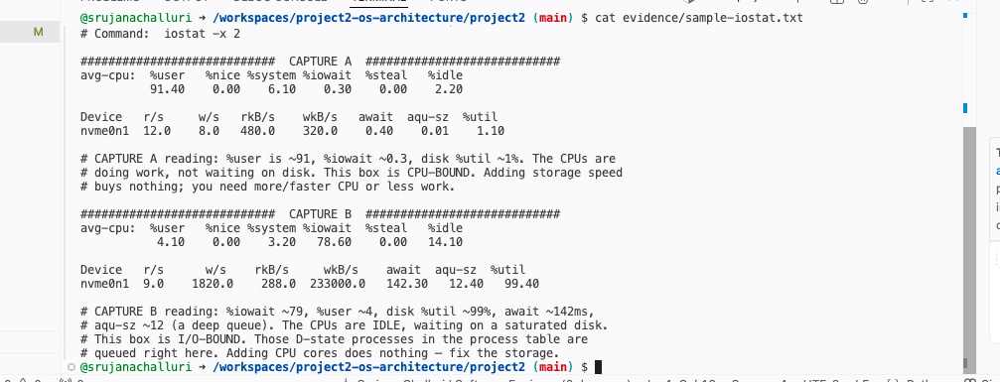 @srujanachalluri ➜ /workspaces/project2-os-architecture/project2 (main) $ cat evidence/sample-iostat.txt
M
# Command:  iostat -x 2
############################  CAPTURE A  ############################
avg-cpu:  %user   %nice %system %iowait  %steal   %idle
91.40    0.00    6.10    0.30    0.00    2.20
Device   r/s    w/s   rkB/s    wkB/s   await  aqu-sz  %util
nvme0n1  12.0   8.0   480.0    320.0    0.40    0.01    1.10
# CAPTURE A reading: %user is ~91, %iowait ~0.3, disk %util ~1%. The CPUs are
# doing work, not waiting on disk. This box is CPU-BOUND. Adding storage speed
# buys nothing; you need more/faster CPU or less work.
############################  CAPTURE B  ############################
avg-cpu:  %user   %nice %system %iowait  %steal   %idle
4.10    0.00    3.20   78.60    0.00   14.10
Device   r/s      w/s    rkB/s     wkB/s    await   aqu-sz  %util
nvme0n1  9.0    1820.0   288.0  233000.0   142.30   12.40   99.40
# CAPTURE B reading: %iowait ~79, %user ~4, disk %util ~99%, await ~142ms,
# aqu-sz ~12 (a deep queue). The CPUs are IDLE, waiting on a saturated disk.
# This box is I/O-BOUND. Those D-state processes in the process table are
# queued right here. Adding CPU cores does nothing — fix the storage.
@srujanachalluri ➜ /workspaces/project2-os-architecture/project2 (main) $